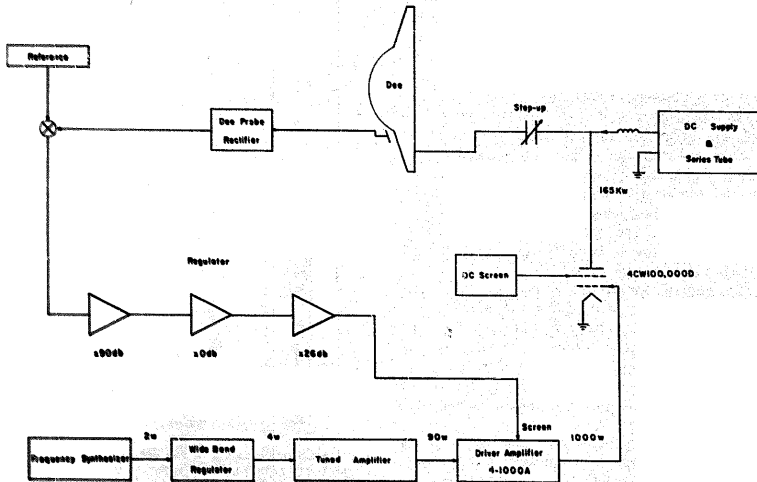 Reference
Dee Probe
Rectifier
Dee
Step-up
DC Supply
&
Series Tube
165Kw
Regulator
DC Screen
4CW100,000D
x90db
x0db
x26db
Screen
2w
4w
90w
1000w
Frequency Synthesizer
Wide Band
Regulator
Tuned Amplifier
Driver Amplifier
4-1000A